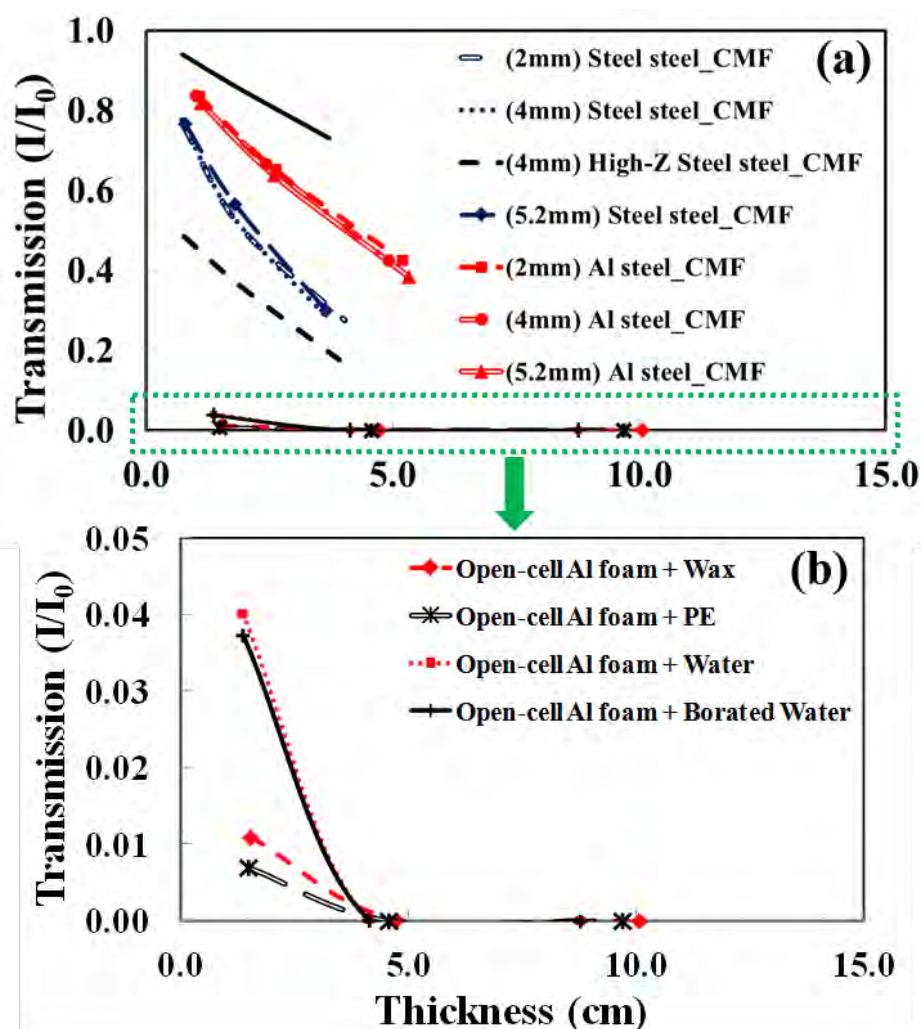 (a)
Transmission (I/I₀)
1.0
0.8
0.6
0.4
0.2
0.0
(2mm) Steel steel_CMF
(4mm) Steel steel_CMF
(4mm) High-Z Steel steel_CMF
(5.2mm) Steel steel_CMF
(2mm) Al steel_CMF
(4mm) Al steel_CMF
(5.2mm) Al steel_CMF
0.0 5.0 10.0 15.0
(b)
Transmission (I/I₀)
0.05
0.04
0.03
0.02
0.01
0.00
Open-cell Al foam + Wax
Open-cell Al foam + PE
Open-cell Al foam + Water
Open-cell Al foam + Borated Water
0.0 5.0 10.0 15.0
Thickness (cm)